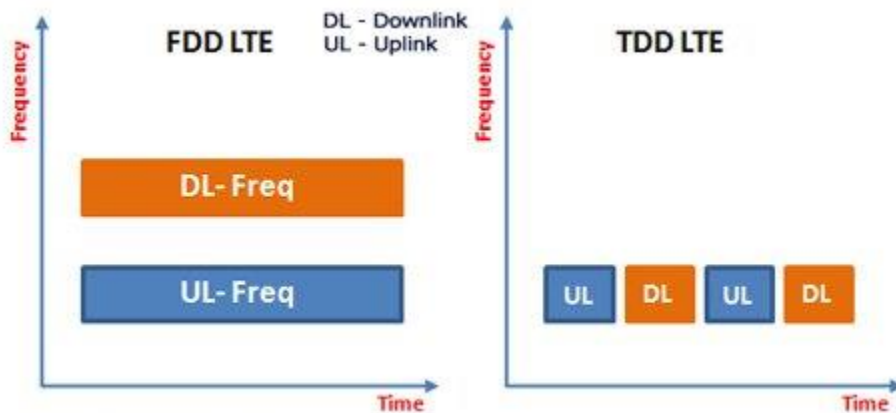 FDD LTE
DL - Downlink
UL - Uplink
TDD LTE
Frequency
DL- Freq
UL- Freq
Time
Frequency
UL DL UL DL
Time